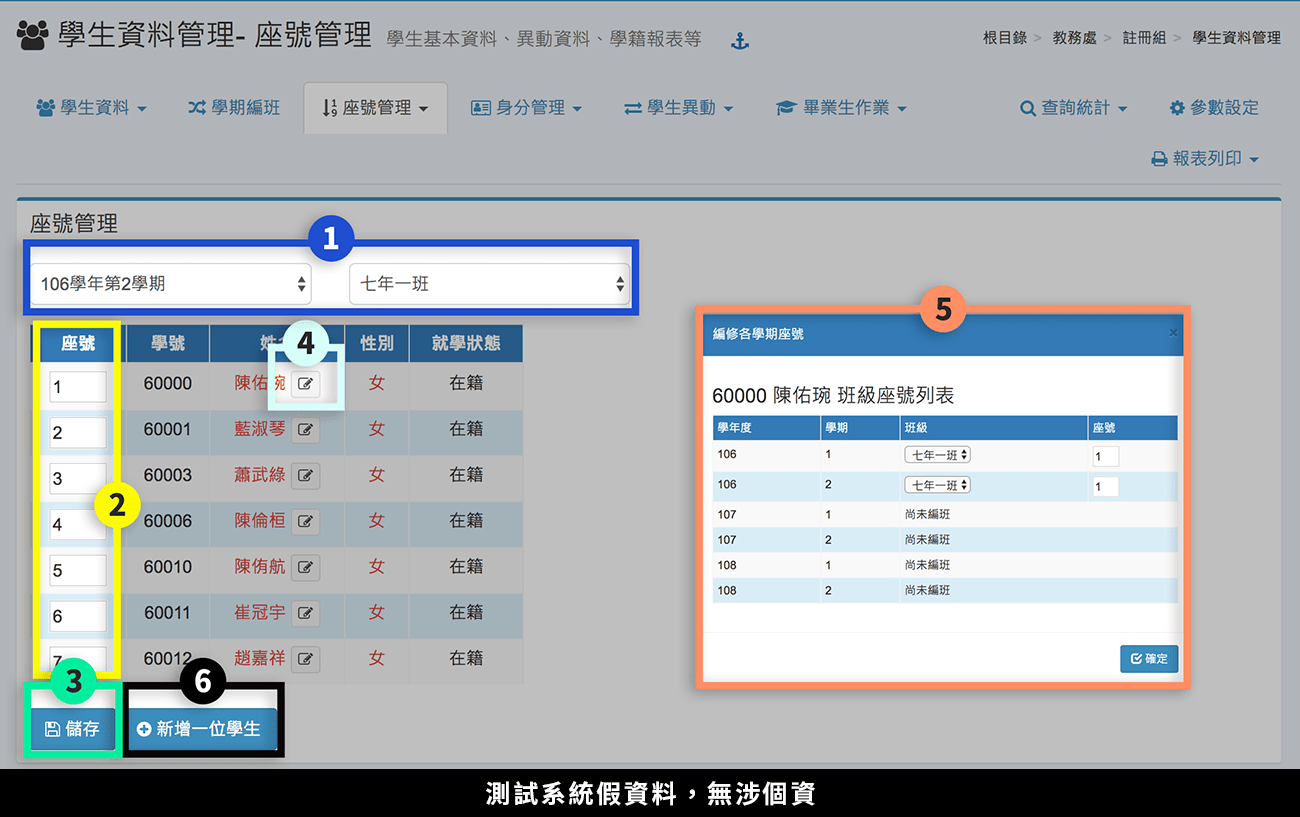 學生資料管理- 座號管理 學生基本資料、異動資料、學籍報表等
根目錄 > 教務處 > 註冊組 > 學生資料管理
學生資料 學期編班 座號管理 身分管理 學生異動 畢業生作業 查詢統計 參數設定
報表列印
座號管理
1
106學年第2學期 七年一班
座號 學號 姓 性別 就學狀態
4
1 60000 陳佑琬 女 在籍
2 60001 藍淑琴 女 在籍
3 60003 蕭武綠 女 在籍
2
4 60006 陳倫桓 女 在籍
5 60010 陳侑航 女 在籍
6 60011 崔冠宇 女 在籍
7 60012 趙嘉祥 女 在籍
3
6
儲存 新增一位學生
5
編修各學期座號 ×
60000 陳佑琬 班級座號列表
學年度 學期 班級 座號
106 1 七年一班 1
106 2 七年一班 1
107 1 尚未編班
107 2 尚未編班
108 1 尚未編班
108 2 尚未編班
確定
測試系統假資料，無涉個資